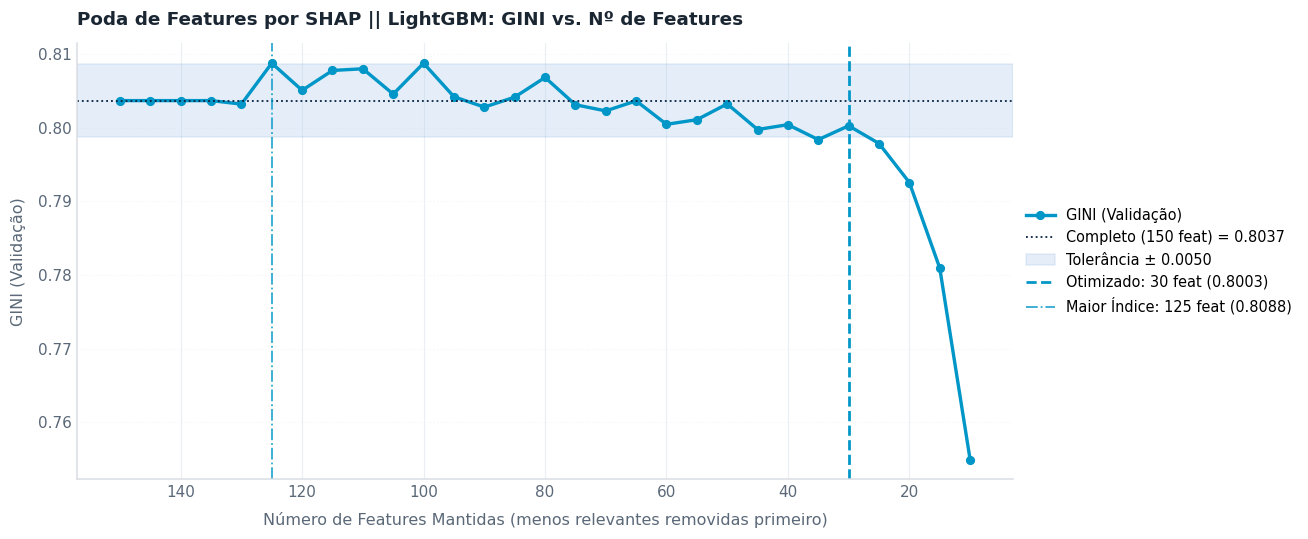 Poda de Features por SHAP || LightGBM: GINI vs. Nº de Features
GINI (Validação)
0.81
0.80
0.79
0.78
0.77
0.76
140 120 100 80 60 40 20
Número de Features Mantidas (menos relevantes removidas primeiro)
GINI (Validação)
Completo (150 feat) = 0.8037
Tolerância ± 0.0050
Otimizado: 30 feat (0.8003)
Maior Índice: 125 feat (0.8088)